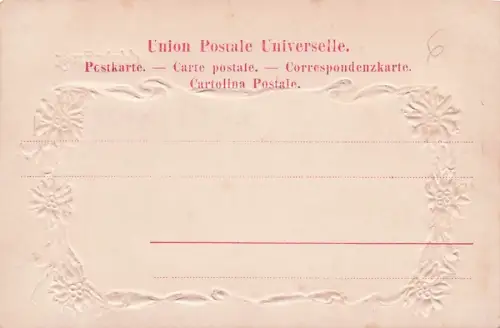 Union Postale Universelle.
Postkarte. — Carte postale. — Correspondenzkarte.
Cartolina Postale.
6